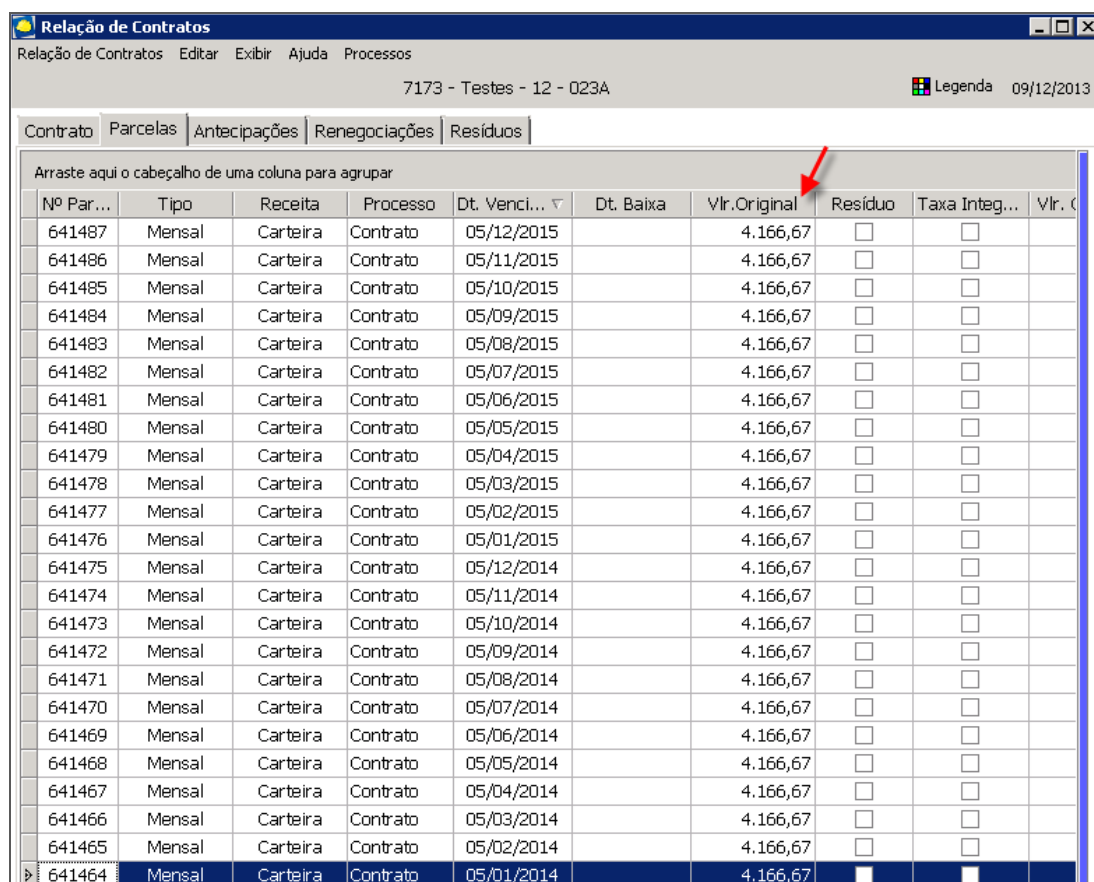 Relação de Contratos
Relação de Contratos Editar Exibir Ajuda Processos
7173 - Testes - 12 - 023A Legenda 09/12/2013
Contrato Parcelas Antecipações Renegociações Resíduos
Arraste aqui o cabeçalho de uma coluna para agrupar
Nº Par... Tipo Receita Processo Dt. Venci... Dt. Baixa Vlr.Original Resíduo Taxa Integ... Vlr.
641487 Mensal Carteira Contrato 05/12/2015 4.166,67
641486 Mensal Carteira Contrato 05/11/2015 4.166,67
641485 Mensal Carteira Contrato 05/10/2015 4.166,67
641484 Mensal Carteira Contrato 05/09/2015 4.166,67
641483 Mensal Carteira Contrato 05/08/2015 4.166,67
641482 Mensal Carteira Contrato 05/07/2015 4.166,67
641481 Mensal Carteira Contrato 05/06/2015 4.166,67
641480 Mensal Carteira Contrato 05/05/2015 4.166,67
641479 Mensal Carteira Contrato 05/04/2015 4.166,67
641478 Mensal Carteira Contrato 05/03/2015 4.166,67
641477 Mensal Carteira Contrato 05/02/2015 4.166,67
641476 Mensal Carteira Contrato 05/01/2015 4.166,67
641475 Mensal Carteira Contrato 05/12/2014 4.166,67
641474 Mensal Carteira Contrato 05/11/2014 4.166,67
641473 Mensal Carteira Contrato 05/10/2014 4.166,67
641472 Mensal Carteira Contrato 05/09/2014 4.166,67
641471 Mensal Carteira Contrato 05/08/2014 4.166,67
641470 Mensal Carteira Contrato 05/07/2014 4.166,67
641469 Mensal Carteira Contrato 05/06/2014 4.166,67
641468 Mensal Carteira Contrato 05/05/2014 4.166,67
641467 Mensal Carteira Contrato 05/04/2014 4.166,67
641466 Mensal Carteira Contrato 05/03/2014 4.166,67
641465 Mensal Carteira Contrato 05/02/2014 4.166,67
641464 Mensal Carteira Contrato 05/01/2014 4.166,67